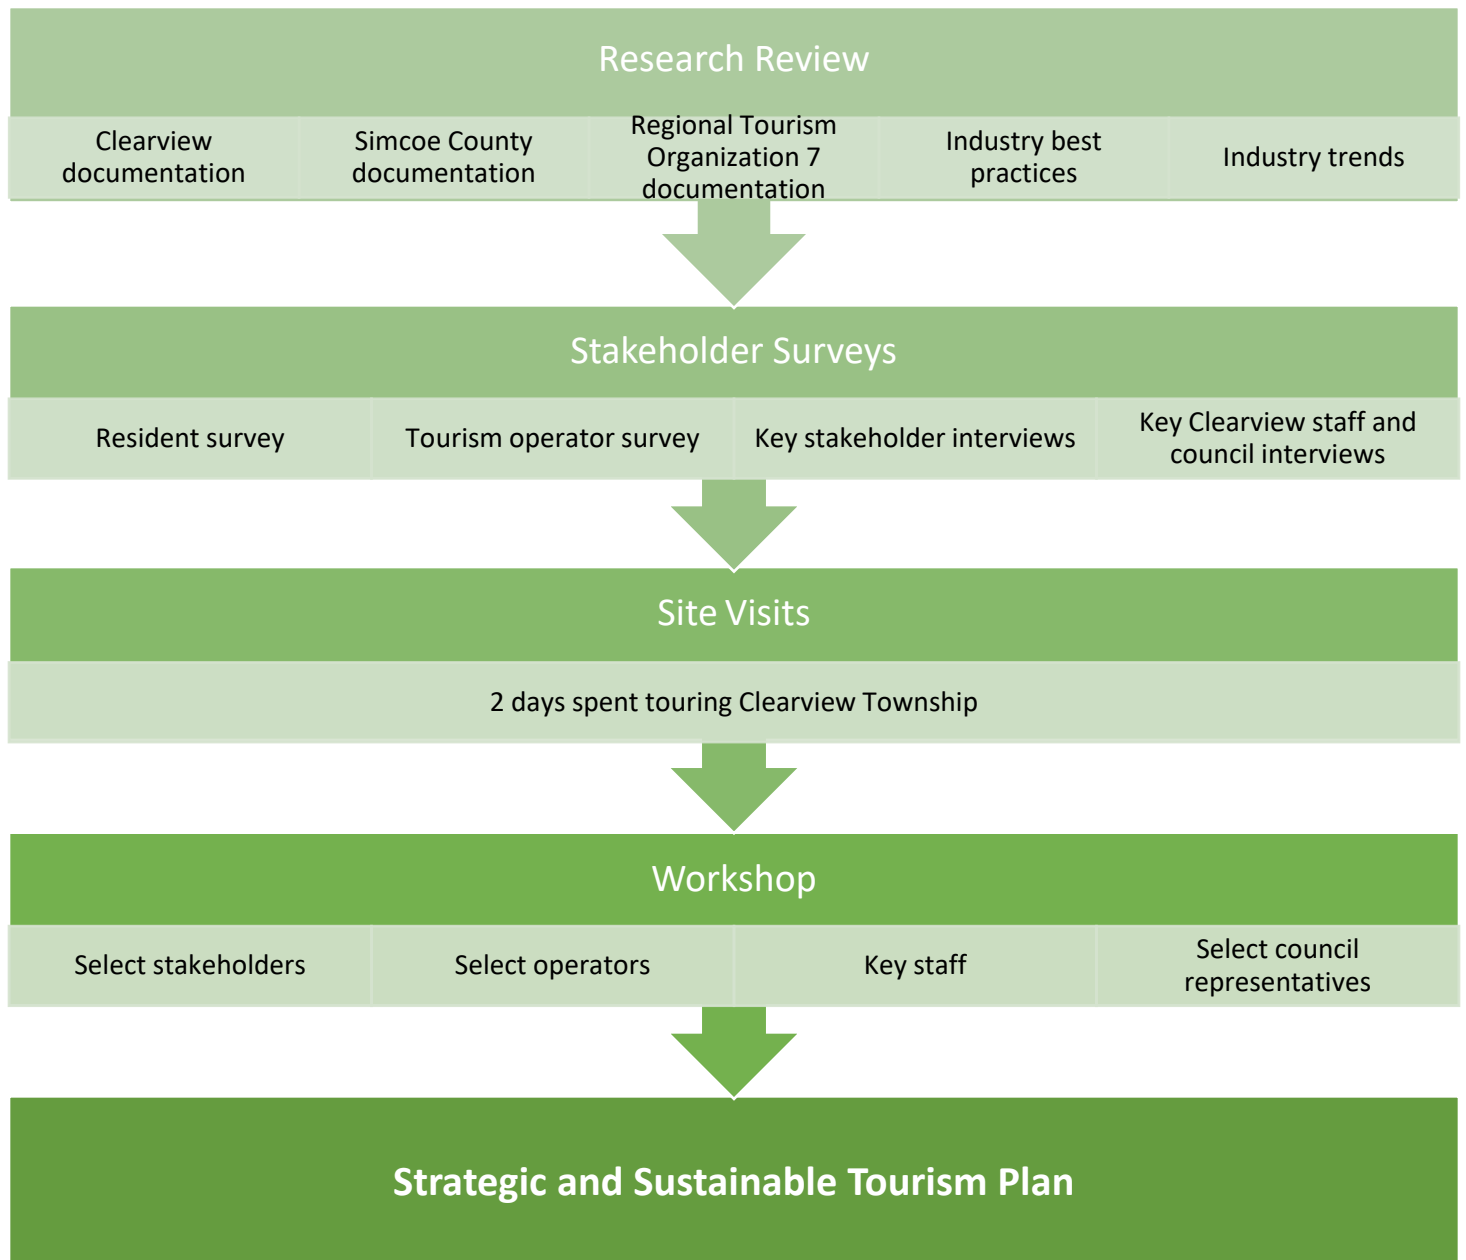 Research Review
Clearview
documentation
Simcoe County
documentation
Regional Tourism
Organization 7
documentation
Industry best
practices
Industry trends
Stakeholder Surveys
Resident survey
Tourism operator survey
Key stakeholder interviews
Key Clearview staff and
council interviews
Site Visits
2 days spent touring Clearview Township
Workshop
Select stakeholders
Select operators
Key staff
Select council
representatives
Strategic and Sustainable Tourism Plan